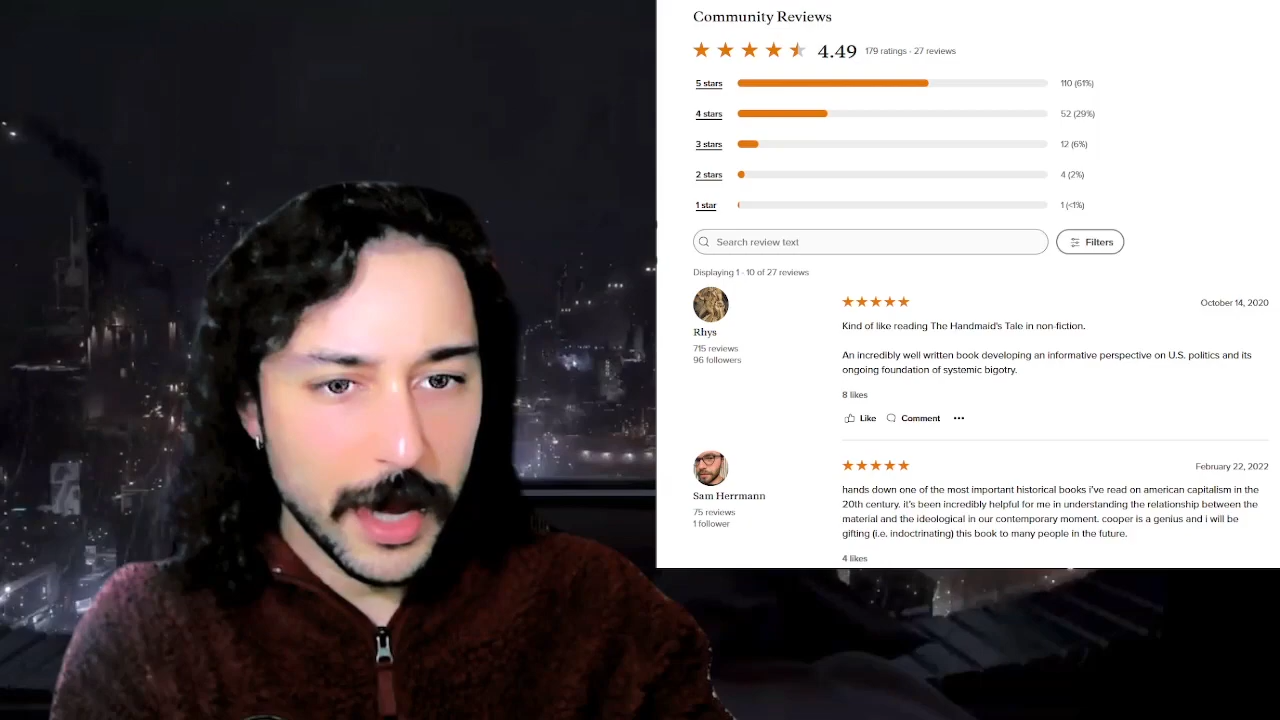 Community Reviews
4.49 179 ratings · 27 reviews
5 stars 110 (61%)
4 stars 52 (29%)
3 stars 12 (6%)
2 stars 4 (2%)
1 star 1 (<1%)
Search review text Filters
Displaying 1 - 10 of 27 reviews
Rhys
715 reviews
96 followers
October 14, 2020
Kind of like reading The Handmaid's Tale in non-fiction.
An incredibly well written book developing an informative perspective on U.S. politics and its
ongoing foundation of systemic bigotry.
8 likes
Like Comment
Sam Herrmann
75 reviews
1 follower
February 22, 2022
hands down one of the most important historical books i've read on american capitalism in the
20th century. it's been incredibly helpful for me in understanding the relationship between the
material and the ideological in our contemporary moment. cooper is a genius and i will be
gifting (i.e. indoctrinating) this book to many people in the future.
4 likes